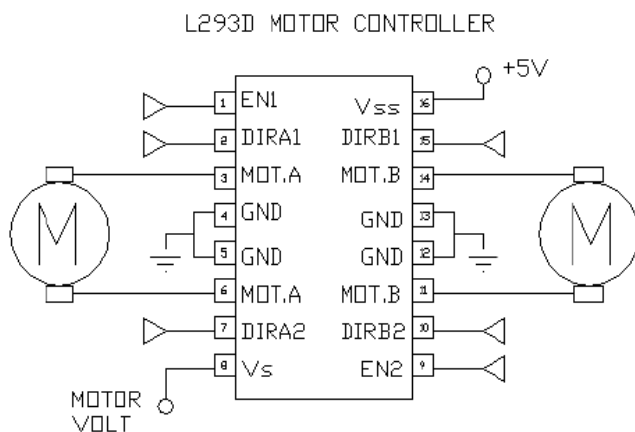 L293D MOTOR CONTROLLER
+5V
1 EN1
Vss 16
2 DIRA1
DIRB1 15
3 MOT.A
MOT.B 14
4 GND
GND 13
5 GND
GND 12
6 MOT.A
MOT.B 11
7 DIRA2
DIRB2 10
8 Vs
EN2 9
M
M
MOTOR
VOLT